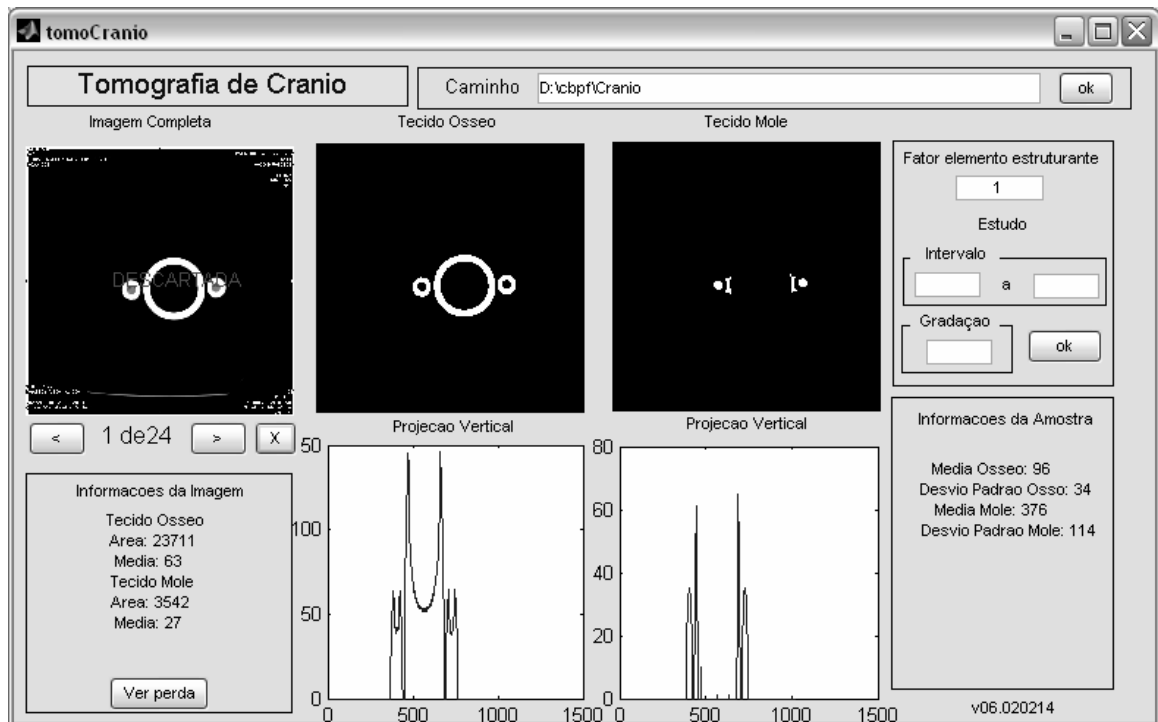 tomoCranio
Tomografia de Cranio
Caminho D:\cbpf\Cranio ok
Imagem Completa
Tecido Osseo
Tecido Mole
DESCARTADA
Fator elemento estruturante
1
Estudo
Intervalo
a
Gradaçao
ok
< 1 de24 > X
Informacoes da Imagem
Tecido Osseo
Area: 23711
Media: 63
Tecido Mole
Area: 3542
Media: 27
Ver perda
Projecao Vertical
50
100
50
0
0 500 1000 1500
Projecao Vertical
80
60
40
20
0
0 500 1000 1500
Informacoes da Amostra
Media Osseo: 96
Desvio Padrao Osso: 34
Media Mole: 376
Desvio Padrao Mole: 114
v06.020214